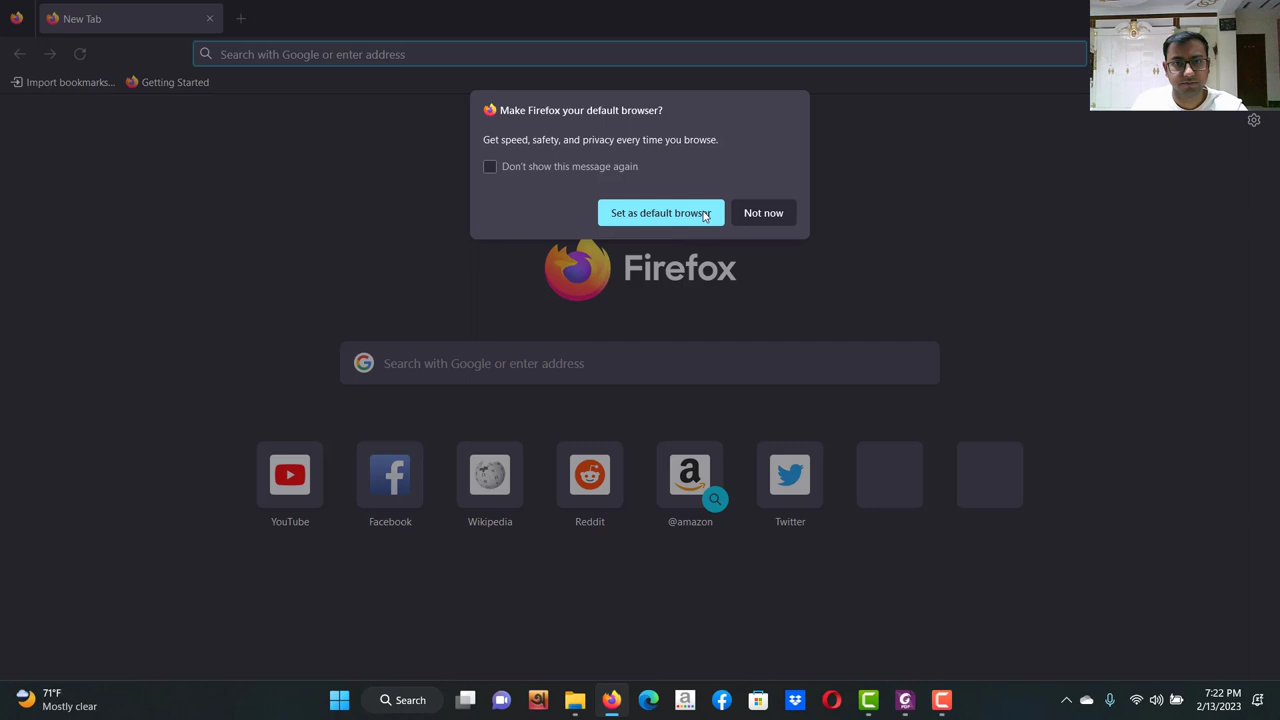 New Tab
Search with Google or enter address
Import bookmarks...
Getting Started
Make Firefox your default browser?
Get speed, safety, and privacy every time you browse.
Don't show this message again
Set as default browser
Not now
Firefox
Search with Google or enter address
YouTube
Facebook
Wikipedia
Reddit
@amazon
Twitter
71°F
Mostly clear
Search
7:22 PM
2/13/2023